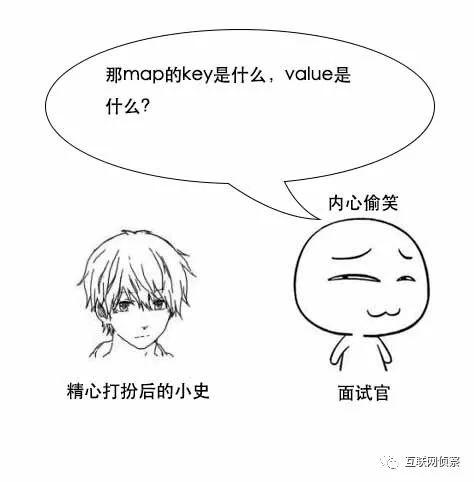 那map的key是什么，value是
什么?
内心偷笑
精心打扮后的小史
面试官
互联网侦察